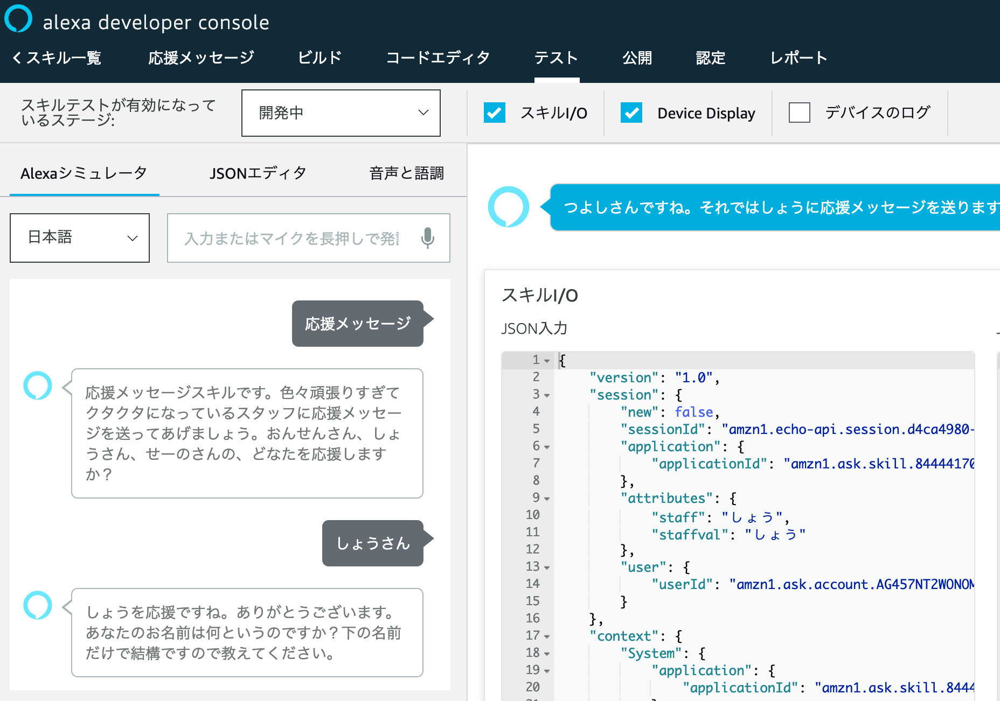 alexa developer console
スキル一覧 応援メッセージ ビルド コードエディタ テスト 公開 認定 レポート
スキルテストが有効になって
いるステージ:
開発中
スキルI/O
Device Display
デバイスのログ
Alexaシミュレータ JSONエディタ 音声と語調
日本語
入力またはマイクを長押しで発
応援メッセージ
応援メッセージスキルです。色々頑張りすぎて
クタクタになっているスタッフに応援メッセー
ジを送ってあげましょう。おんせんさん、しょ
うさん、せーのさんの、どなたを応援します
か？
しょうさん
しょうを応援ですね。ありがとうございます。
あなたのお名前は何というのですか？下の名前
だけで結構ですので教えてください。
つよしさんですね。それではしょうに応援メッセージを送ります
スキルI/O
JSON入力
1 {
2 "version": "1.0",
3 "session": {
4 "new": false,
5 "sessionId": "amzn1.echo-api.session.d4ca4980-
6 "application": {
7 "applicationId": "amzn1.ask.skill.84444170
8 },
9 "attributes": {
10 "staff": "しょう",
11 "staffval": "しょう"
12 },
13 "user": {
14 "userId": "amzn1.ask.account.AG457NT2WONOM
15 }
16 },
17 "context": {
18 "System": {
19 "application": {
20 "applicationId": "amzn1.ask.skill.8444